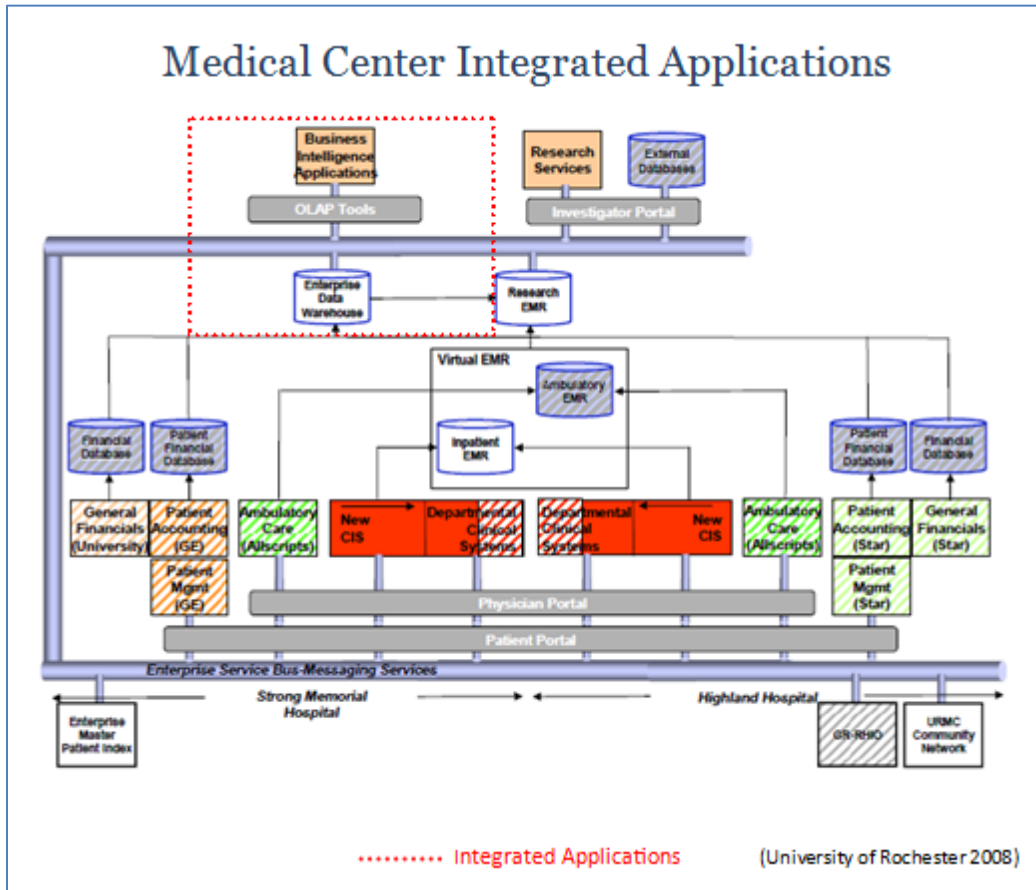 Medical Center Integrated Applications
Business
Intelligence
Applications
Research
Services
External
Databases
OLAP Tools
Investigator Portal
Enterprise
Data
Warehouse
Research
EMR
Virtual EMR
Ambulatory
EMR
Inpatient
EMR
Financial
Database
Patient
Financial
Database
Patient
Financial
Database
Financial
Database
General
Financials
(University)
Patient
Accounting
(GE)
Ambulatory
Care
(Allscripts)
New
CIS
Departmental
Clinical
Systems
Departmental
Clinical
Systems
New
CIS
Ambulatory
Care
(Allscripts)
Patient
Accounting
(Star)
General
Financials
(Star)
Patient
Mgmt
(GE)
Patient
Mgmt
(Star)
Physician Portal
Patient Portal
Enterprise Service Bus-Messaging Services
Strong Memorial
Hospital
Highland Hospital
Enterprise
Master
Patient Index
GR-RHIO
URMC
Community
Network
Integrated Applications
(University of Rochester 2008)